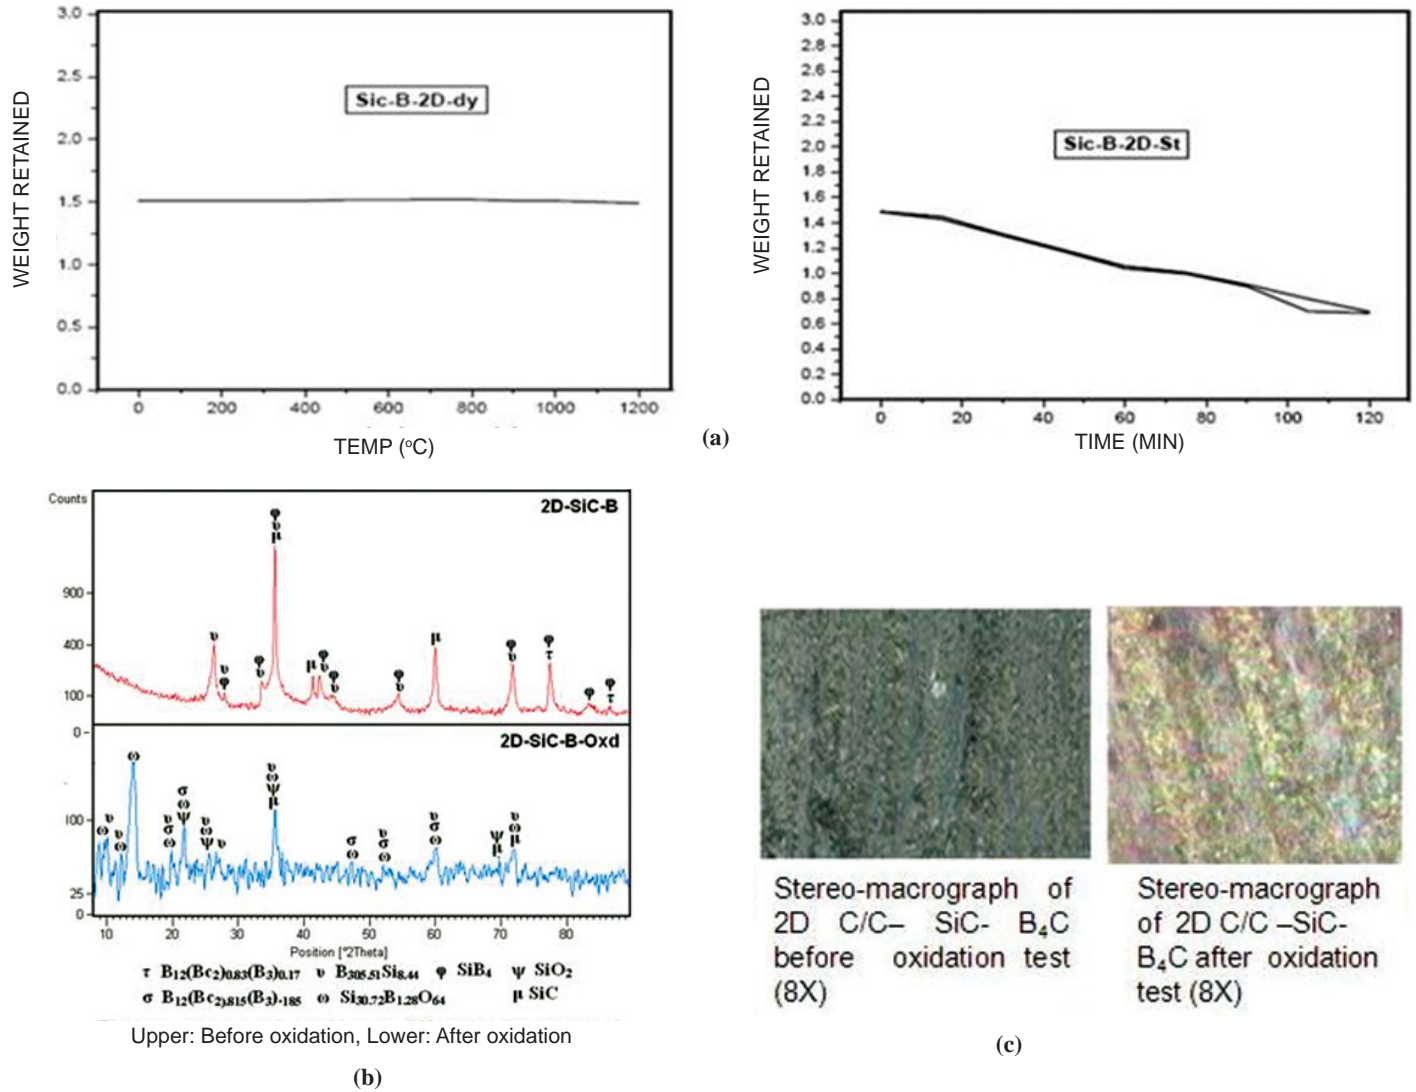 3.0
2.5
2.0
1.5
1.0
0.5
0.0
WEIGHT RETAINED
Sic-B-2D-dy
0 200 400 600 800 1000 1200
TEMP (°C)
3.0
2.8
2.6
2.4
2.2
2.0
1.8
1.6
1.4
1.2
1.0
0.8
0.6
0.4
0.2
0.0
WEIGHT RETAINED
Sic-B-2D-St
0 20 40 60 80 100 120
TIME (MIN)
(a)
Counts
2D-SiC-B
900
400
100
0
φ
υ
μ
υ
υ
φ
φ
υ
μ
φ
υ
φ
υ
φ
υ
μ
φ
υ
φ
τ
φ
φ
τ
2D-SiC-B-Oxd
100
25
0
ω
υ
υ
ω
ω
υ
σ
ω
σ
ω
ψ
υ
ω
ψ
υ
υ
ω
ψ
μ
σ
ω
υ
σ
ω
υ
σ
ω
ψ
μ
υ
ω
μ
10 20 30 40 50 60 70 80
Position [°2Theta]
τ B₁₂(Bc₂)₀.₈₃(B₃)₀.₁₇ υ B₃₀₅.₅₁Si₈.₄₄ φ SiB₄ ψ SiO₂
σ B₁₂(Bc₂).₈₁₅(B₃).₁₈₅ ω Si₃₀.₇₂B₁.₂₈O₆₄ μ SiC
Upper: Before oxidation, Lower: After oxidation
(b)
Stereo-macrograph of
2D C/C– SiC- B₄C
before oxidation test
(8X)
Stereo-macrograph
of 2D C/C –SiC-
B₄C after oxidation
test (8X)
(c)